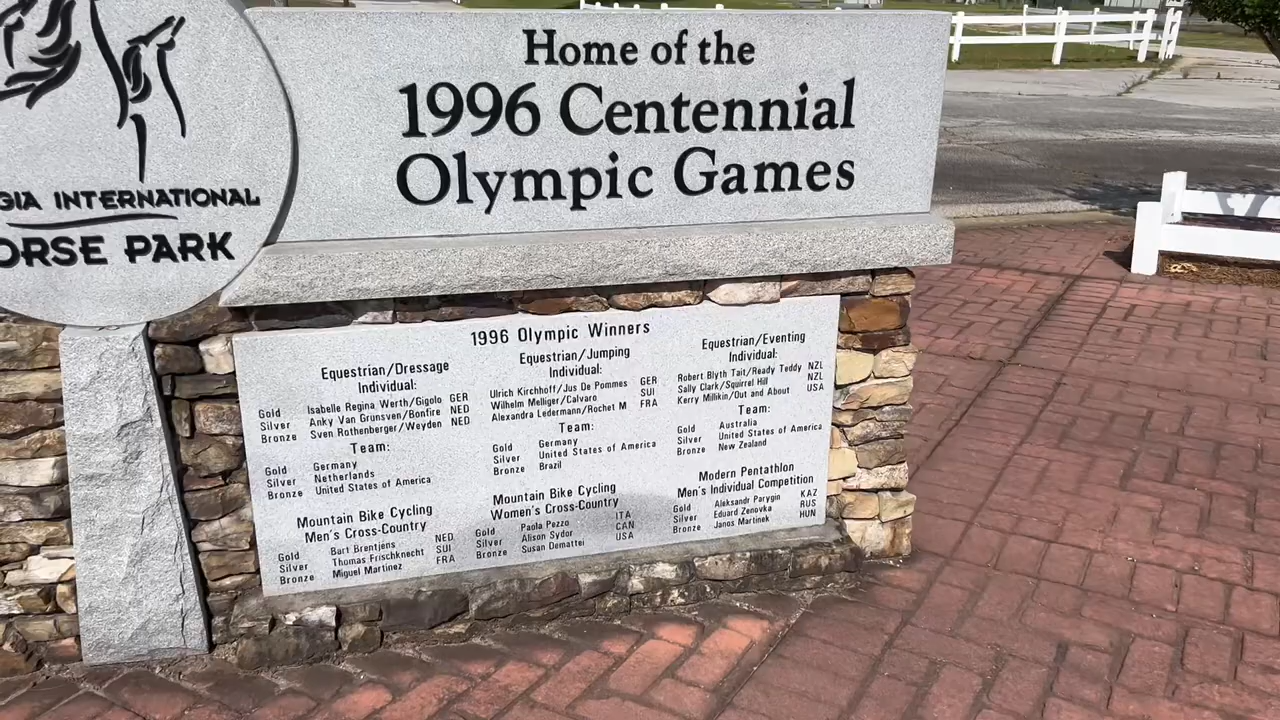 GIA INTERNATIONAL
ORSE PARK
Home of the
1996 Centennial
Olympic Games
1996 Olympic Winners
Equestrian/Dressage
Individual:
Gold Isabelle Regina Werth/Gigolo GER
Silver Anky Van Grunsven/Bonfire NED
Bronze Sven Rothenberger/Weyden NED
Team:
Gold Germany
Silver Netherlands
Bronze United States of America
Equestrian/Jumping
Individual:
Ulrich Kirchhoff/Jus De Pommes GER
Wilhelm Melliger/Calvaro SUI
Alexandra Ledermann/Rochet M FRA
Team:
Gold Germany
Silver United States of America
Bronze Brazil
Equestrian/Eventing
Individual:
Robert Blyth Tait/Ready Teddy NZL
Sally Clark/Squirrel Hill NZL
Kerry Millikin/Out and About USA
Team:
Gold Australia
Silver United States of America
Bronze New Zealand
Mountain Bike Cycling
Men's Cross-Country
Gold Bart Brentjens NED
Silver Thomas Frischknecht SUI
Bronze Miguel Martinez FRA
Mountain Bike Cycling
Women's Cross-Country
Gold Paola Pezzo ITA
Silver Alison Sydor CAN
Bronze Susan Demattei USA
Modern Pentathlon
Men's Individual Competition
Gold Aleksandr Parygin KAZ
Silver Eduard Zenovka RUS
Bronze Janos Martinek HUN